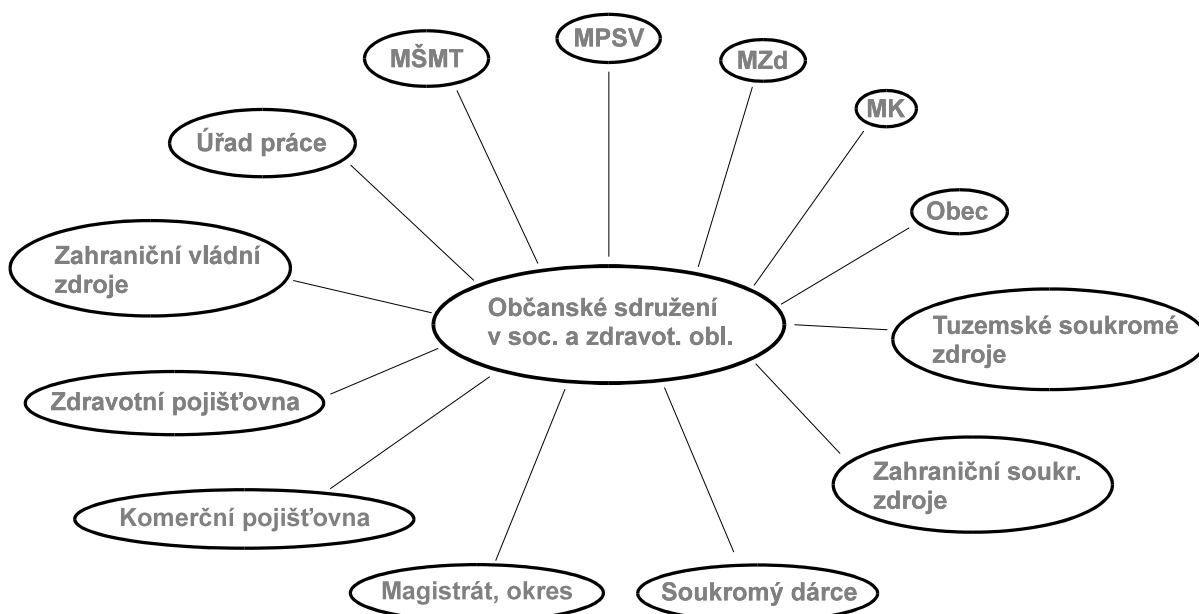 MPSV
MŠMT
MZd
MK
Úřad práce
Obec
Zahraniční vládní
zdroje
Občanské sdružení
v soc. a zdravot. obl.
Tuzemské soukromé
zdroje
Zdravotní pojišťovna
Zahraniční soukr.
zdroje
Komerční pojišťovna
Magistrát, okres
Soukromý dárce